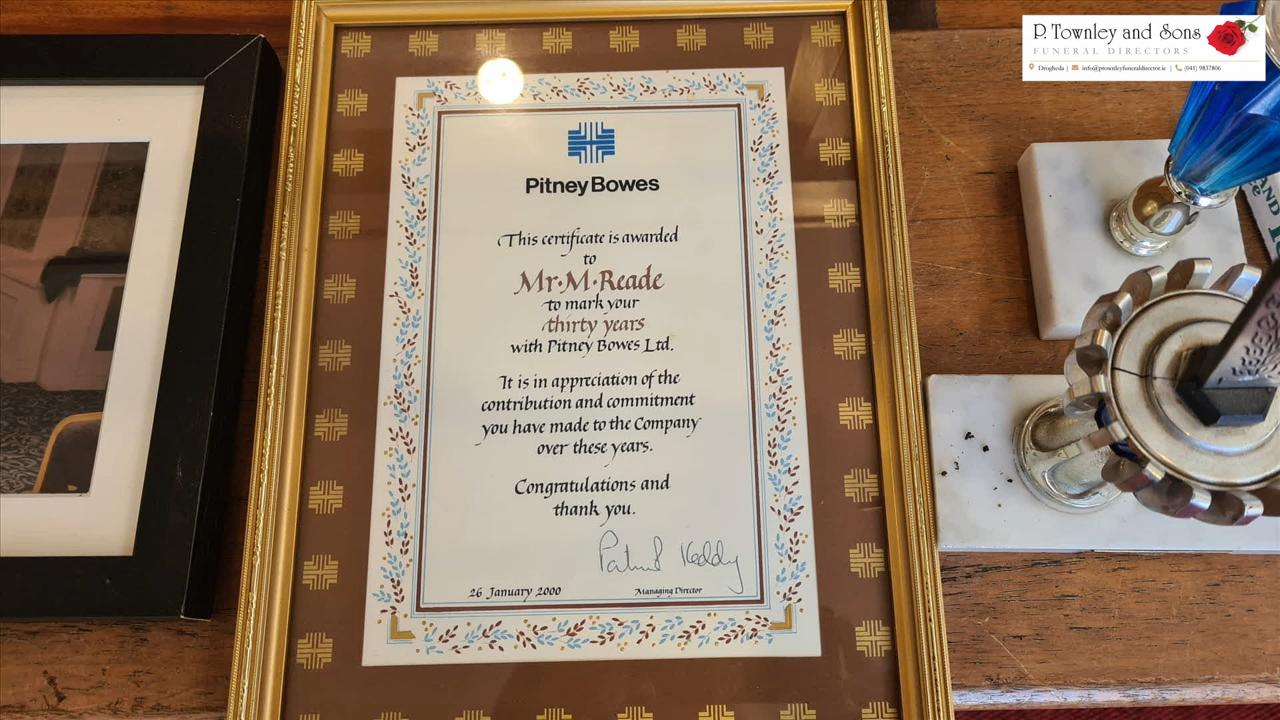 P. Townley and Sons
FUNERAL DIRECTORS
Drogheda | info@ptownleyfuneraldirector.ie | (041) 9837806
Pitney Bowes
This certificate is awarded
to
Mr·M·Reade
to mark your
thirty years
with Pitney Bowes Ltd.
It is in appreciation of the
contribution and commitment
you have made to the Company
over these years.
Congratulations and
thank you.
26 January 2000
Managing Director